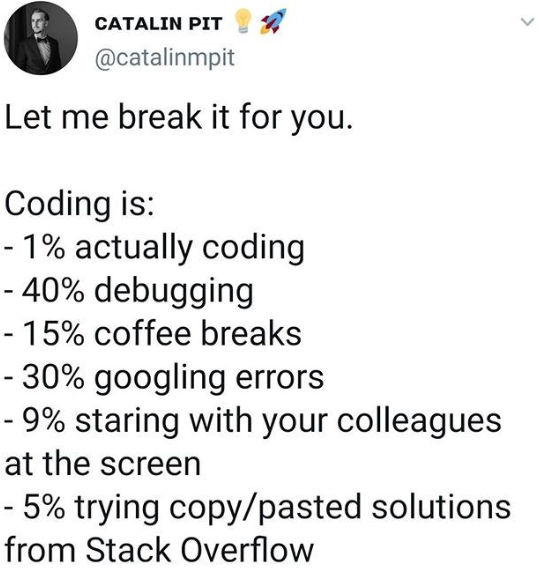 CATALIN PIT 💡 🚀
@catalinmpit
Let me break it for you.
Coding is:
- 1% actually coding
- 40% debugging
- 15% coffee breaks
- 30% googling errors
- 9% staring with your colleagues
at the screen
- 5% trying copy/pasted solutions
from Stack Overflow